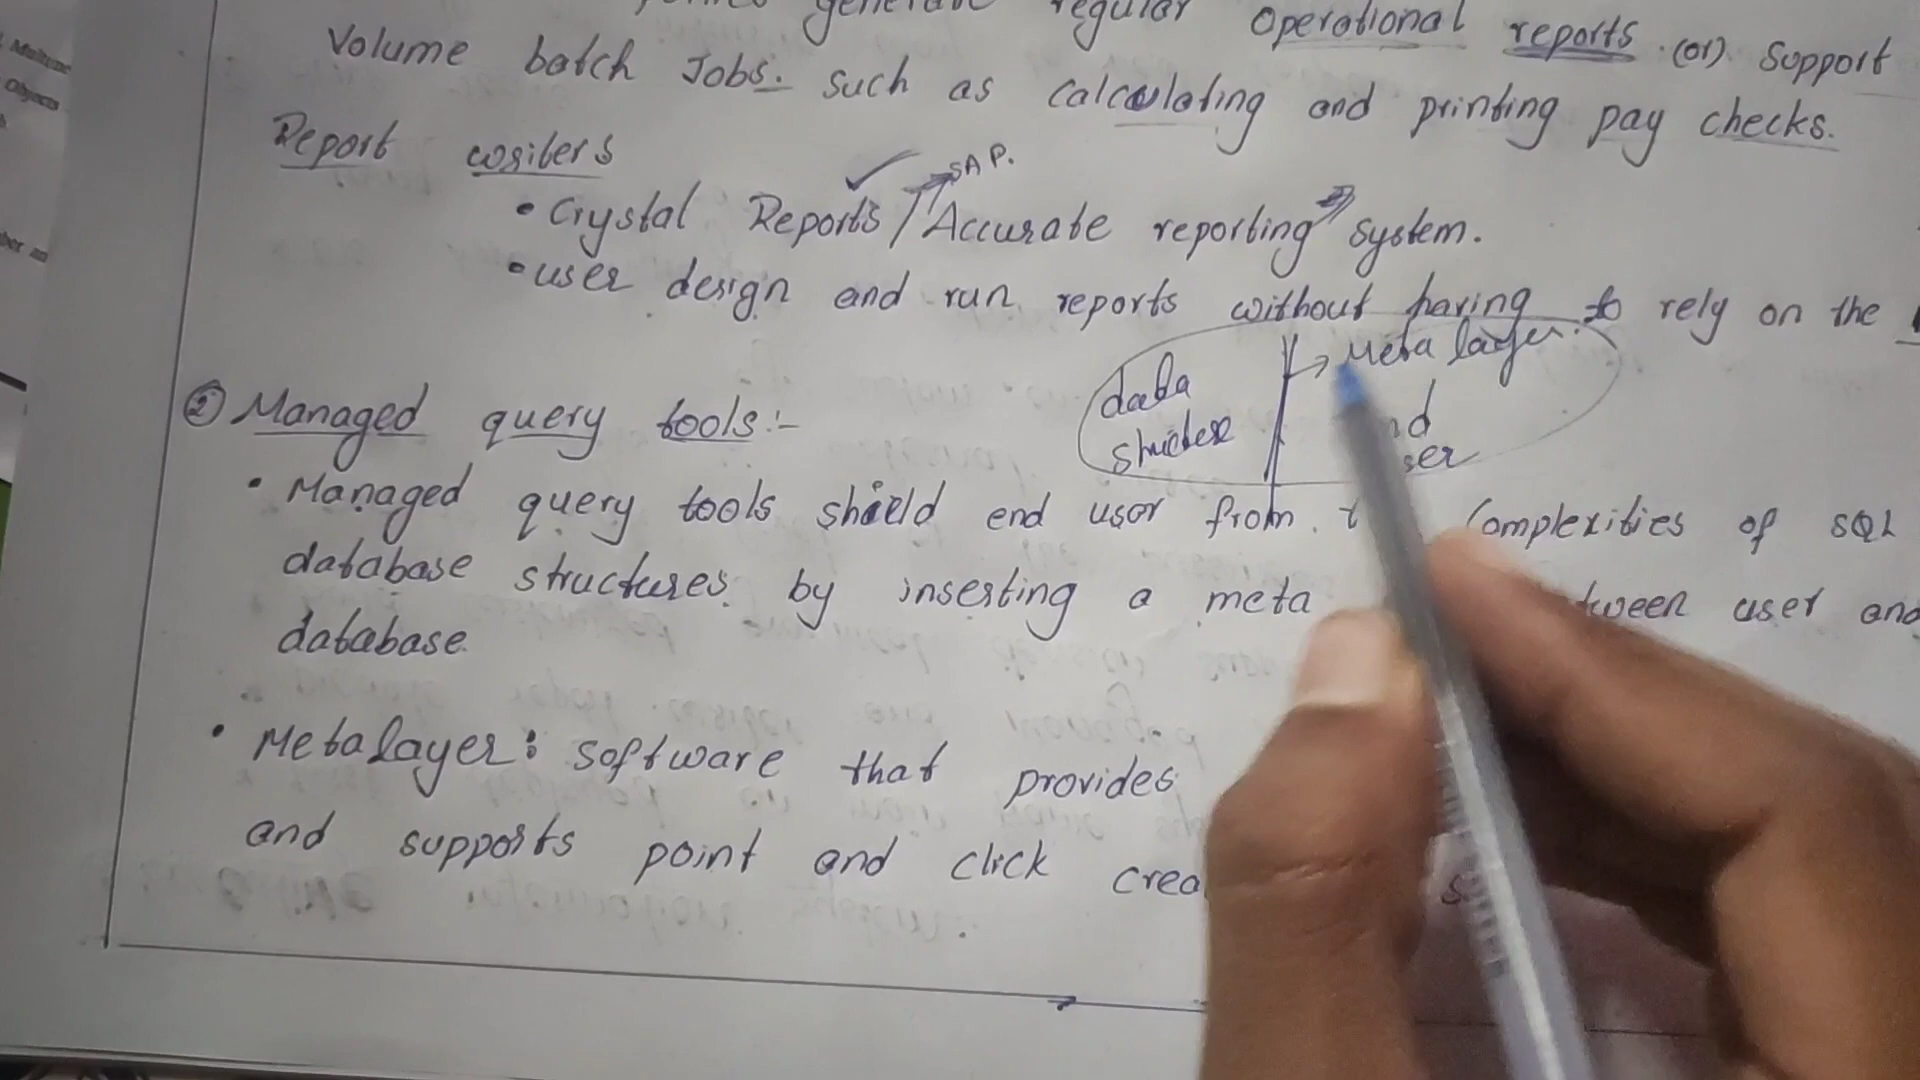 generate regular operational reports (or) support
volume batch Jobs. such as calculating and printing pay checks.
Report writers
SAP.
• Crystal Reports / Accurate reporting system.
• user design and run reports without having to rely on the
Meta layer.
data
user
② Managed query tools:-
• Managed query tools shield end user from complexities of SQL
database structures by inserting a meta user and
database.
• Metalayer: software that provides
and supports point and click